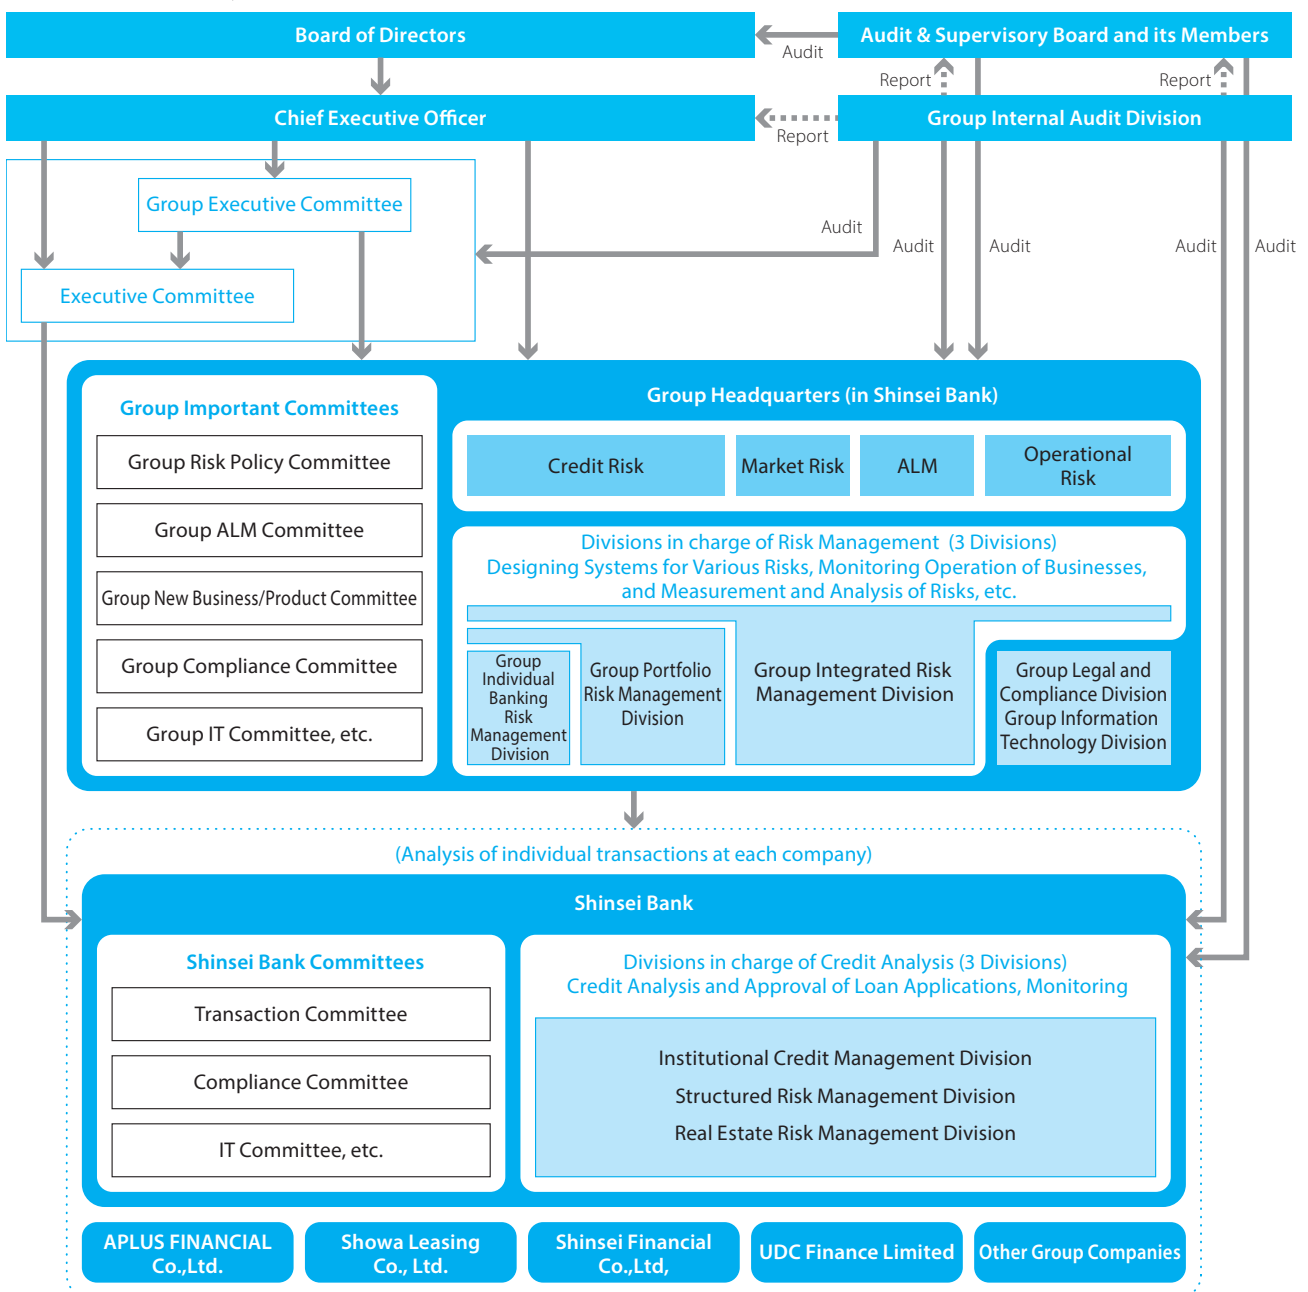 Board of Directors
Audit & Supervisory Board and its Members
Audit
Report
Report
Chief Executive Officer
Group Internal Audit Division
Report
Group Executive Committee
Audit
Audit
Audit
Audit
Audit
Executive Committee
Group Important Committees
Group Risk Policy Committee
Group ALM Committee
Group New Business/Product Committee
Group Compliance Committee
Group IT Committee, etc.
Group Headquarters (in Shinsei Bank)
Credit Risk
Market Risk
ALM
Operational
Risk
Divisions in charge of Risk Management (3 Divisions)
Designing Systems for Various Risks, Monitoring Operation of Businesses,
and Measurement and Analysis of Risks, etc.
Group
Individual
Banking
Risk
Management
Division
Group Portfolio
Risk Management
Division
Group Integrated Risk
Management Division
Group Legal and
Compliance Division
Group Information
Technology Division
(Analysis of individual transactions at each company)
Shinsei Bank
Shinsei Bank Committees
Transaction Committee
Compliance Committee
IT Committee, etc.
Divisions in charge of Credit Analysis (3 Divisions)
Credit Analysis and Approval of Loan Applications, Monitoring
Institutional Credit Management Division
Structured Risk Management Division
Real Estate Risk Management Division
APLUS FINANCIAL
Co.,Ltd.
Showa Leasing
Co., Ltd.
Shinsei Financial
Co.,Ltd,
UDC Finance Limited
Other Group Companies